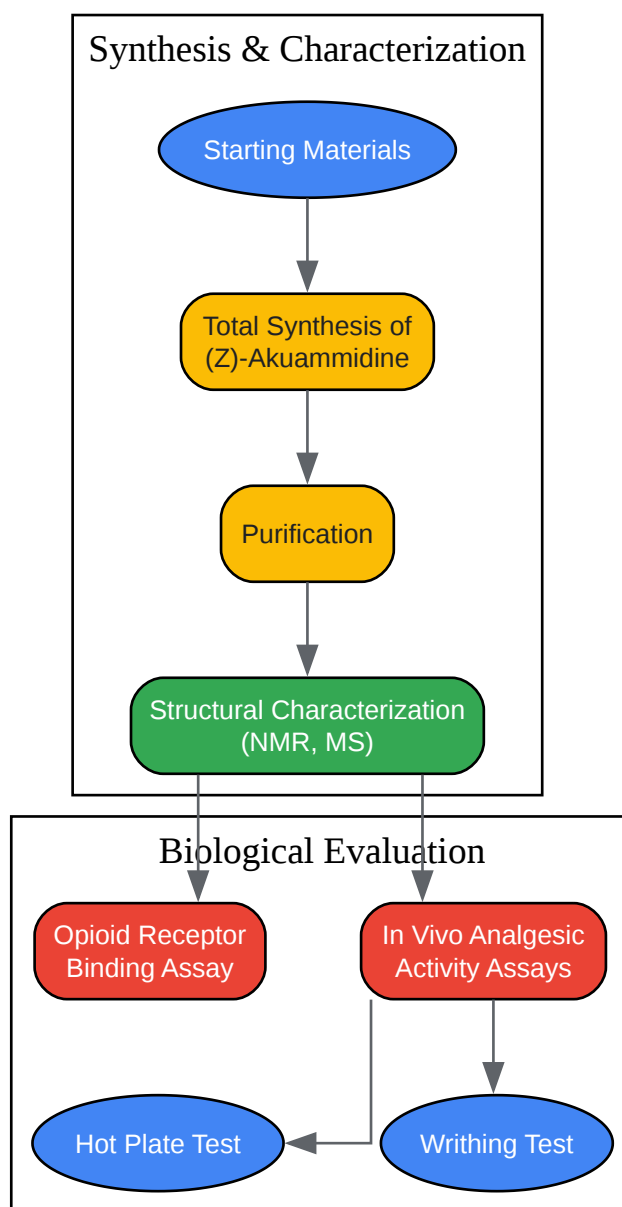 Synthesis & Characterization
Starting Materials
Total Synthesis of
(Z)-Akuammidine
Purification
Structural Characterization
(NMR, MS)
Biological Evaluation
Opioid Receptor
Binding Assay
In Vivo Analgesic
Activity Assays
Hot Plate Test
Writhing Test